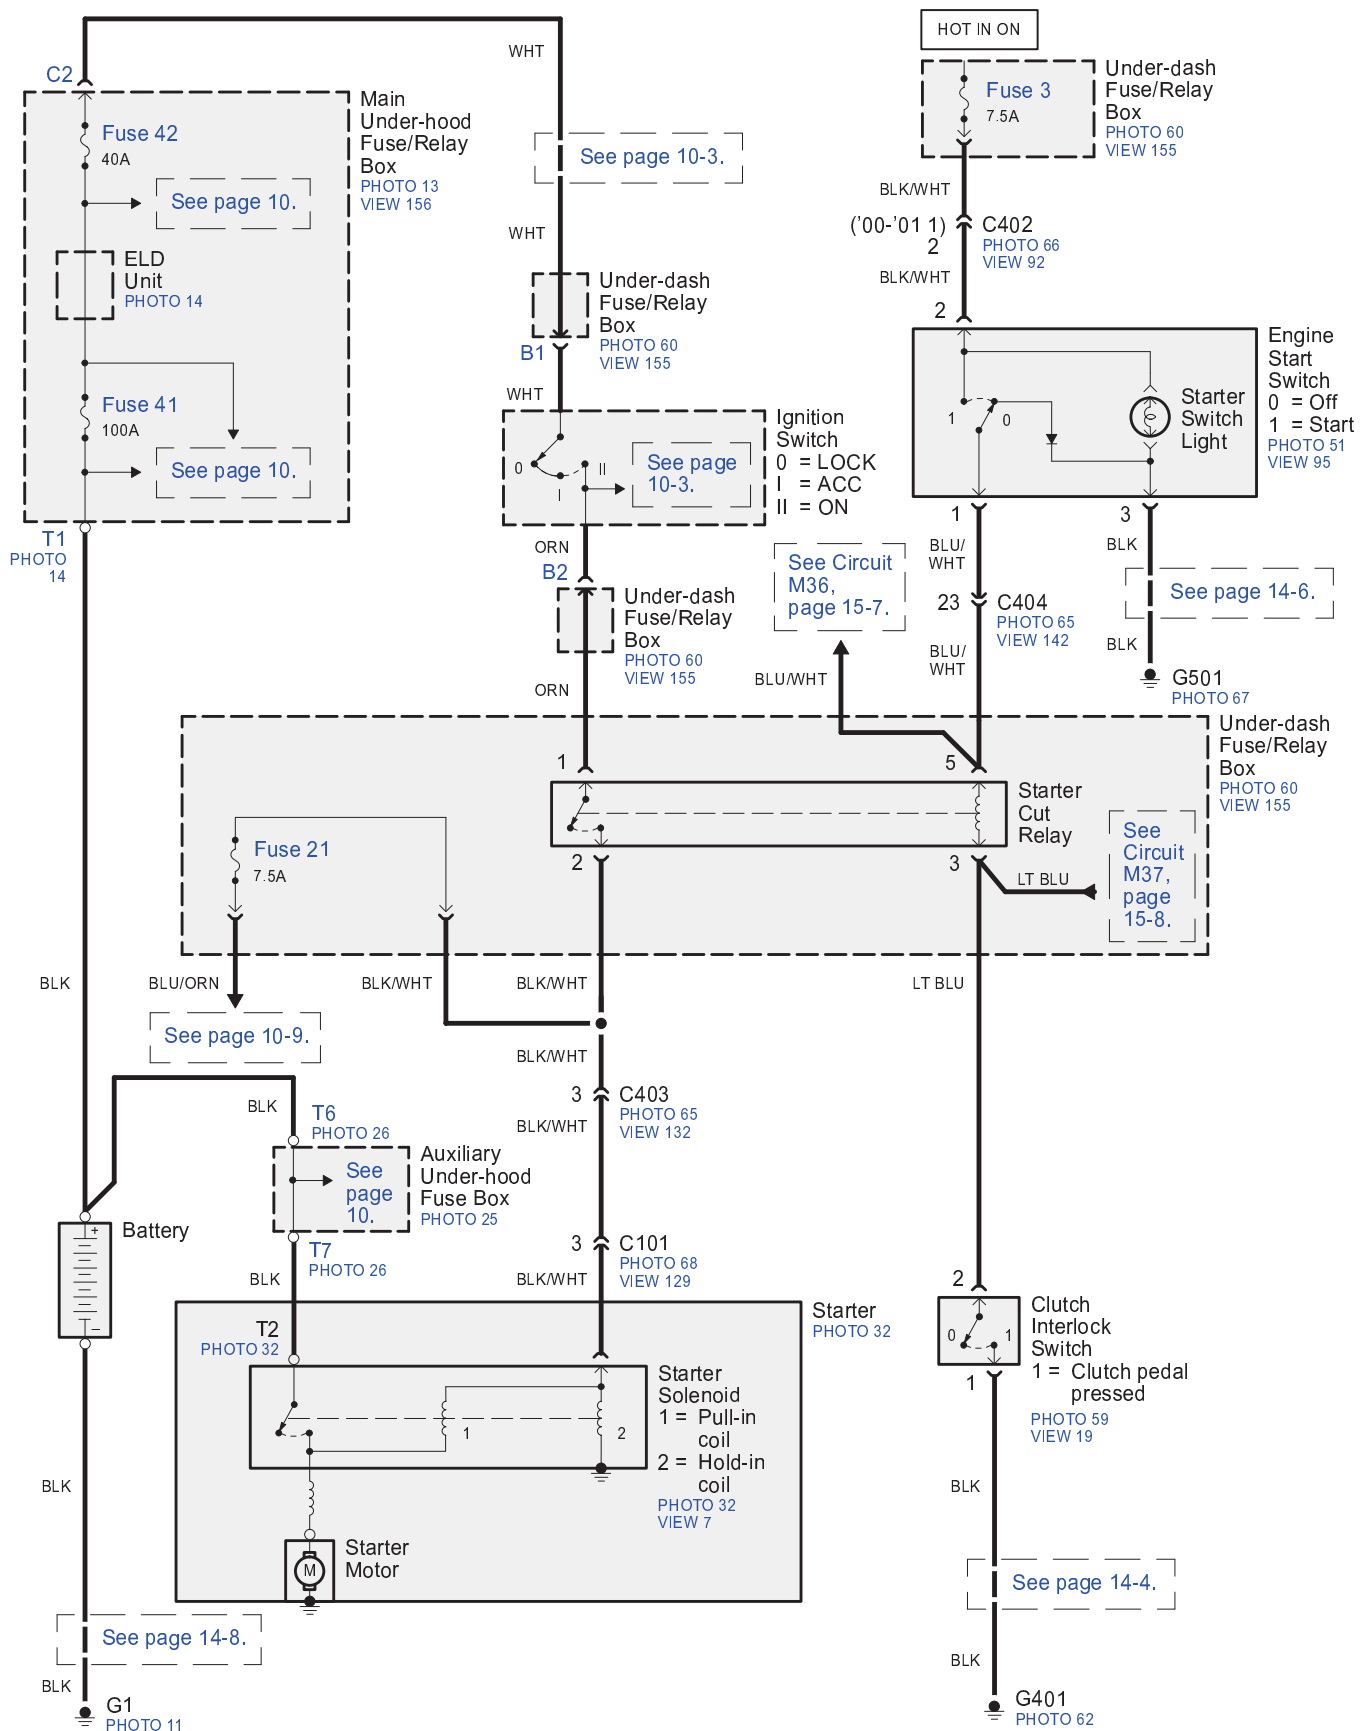 HOT IN ON
WHT
C2
Main
Under-hood
Fuse/Relay
Box
PHOTO 13
VIEW 156
Fuse 42
40A
See page 10.
ELD
Unit
PHOTO 14
Fuse 41
100A
See page 10.
T1
PHOTO
14
See page 10-3.
WHT
Under-dash
Fuse/Relay
Box
PHOTO 60
VIEW 155
B1
WHT
Ignition
Switch
0 = LOCK
I = ACC
II = ON
0
I
II
See page
10-3.
ORN
B2
Under-dash
Fuse/Relay
Box
PHOTO 60
VIEW 155
ORN
Fuse 3
7.5A
Under-dash
Fuse/Relay
Box
PHOTO 60
VIEW 155
BLK/WHT
('00-'01 1)
2
C402
PHOTO 66
VIEW 92
BLK/WHT
2
Engine
Start
Switch
0 = Off
1 = Start
PHOTO 51
VIEW 95
1
0
Starter
Switch
Light
1
3
BLU/
WHT
BLK
See Circuit
M36,
page 15-7.
23
C404
PHOTO 65
VIEW 142
See page 14-6.
BLU/
WHT
BLK
BLU/WHT
G501
PHOTO 67
Under-dash
Fuse/Relay
Box
PHOTO 60
VIEW 155
1
5
Starter
Cut
Relay
2
3
Fuse 21
7.5A
LT BLU
See
Circuit
M37,
page
15-8.
BLK
BLU/ORN
BLK/WHT
BLK/WHT
LT BLU
See page 10-9.
BLK/WHT
3
C403
PHOTO 65
VIEW 132
BLK/WHT
BLK
T6
PHOTO 26
Auxiliary
Under-hood
Fuse Box
PHOTO 25
See
page
10.
T7
PHOTO 26
BLK
Battery
+
–
3
C101
PHOTO 68
VIEW 129
BLK/WHT
Starter
PHOTO 32
T2
PHOTO 32
Starter
Solenoid
1 = Pull-in
coil
2 = Hold-in
coil
PHOTO 32
VIEW 7
1
2
Starter
Motor
M
2
Clutch
Interlock
Switch
1 = Clutch pedal
pressed
PHOTO 59
VIEW 19
0
1
1
BLK
BLK
See page 14-4.
See page 14-8.
BLK
BLK
G1
PHOTO 11
G401
PHOTO 62